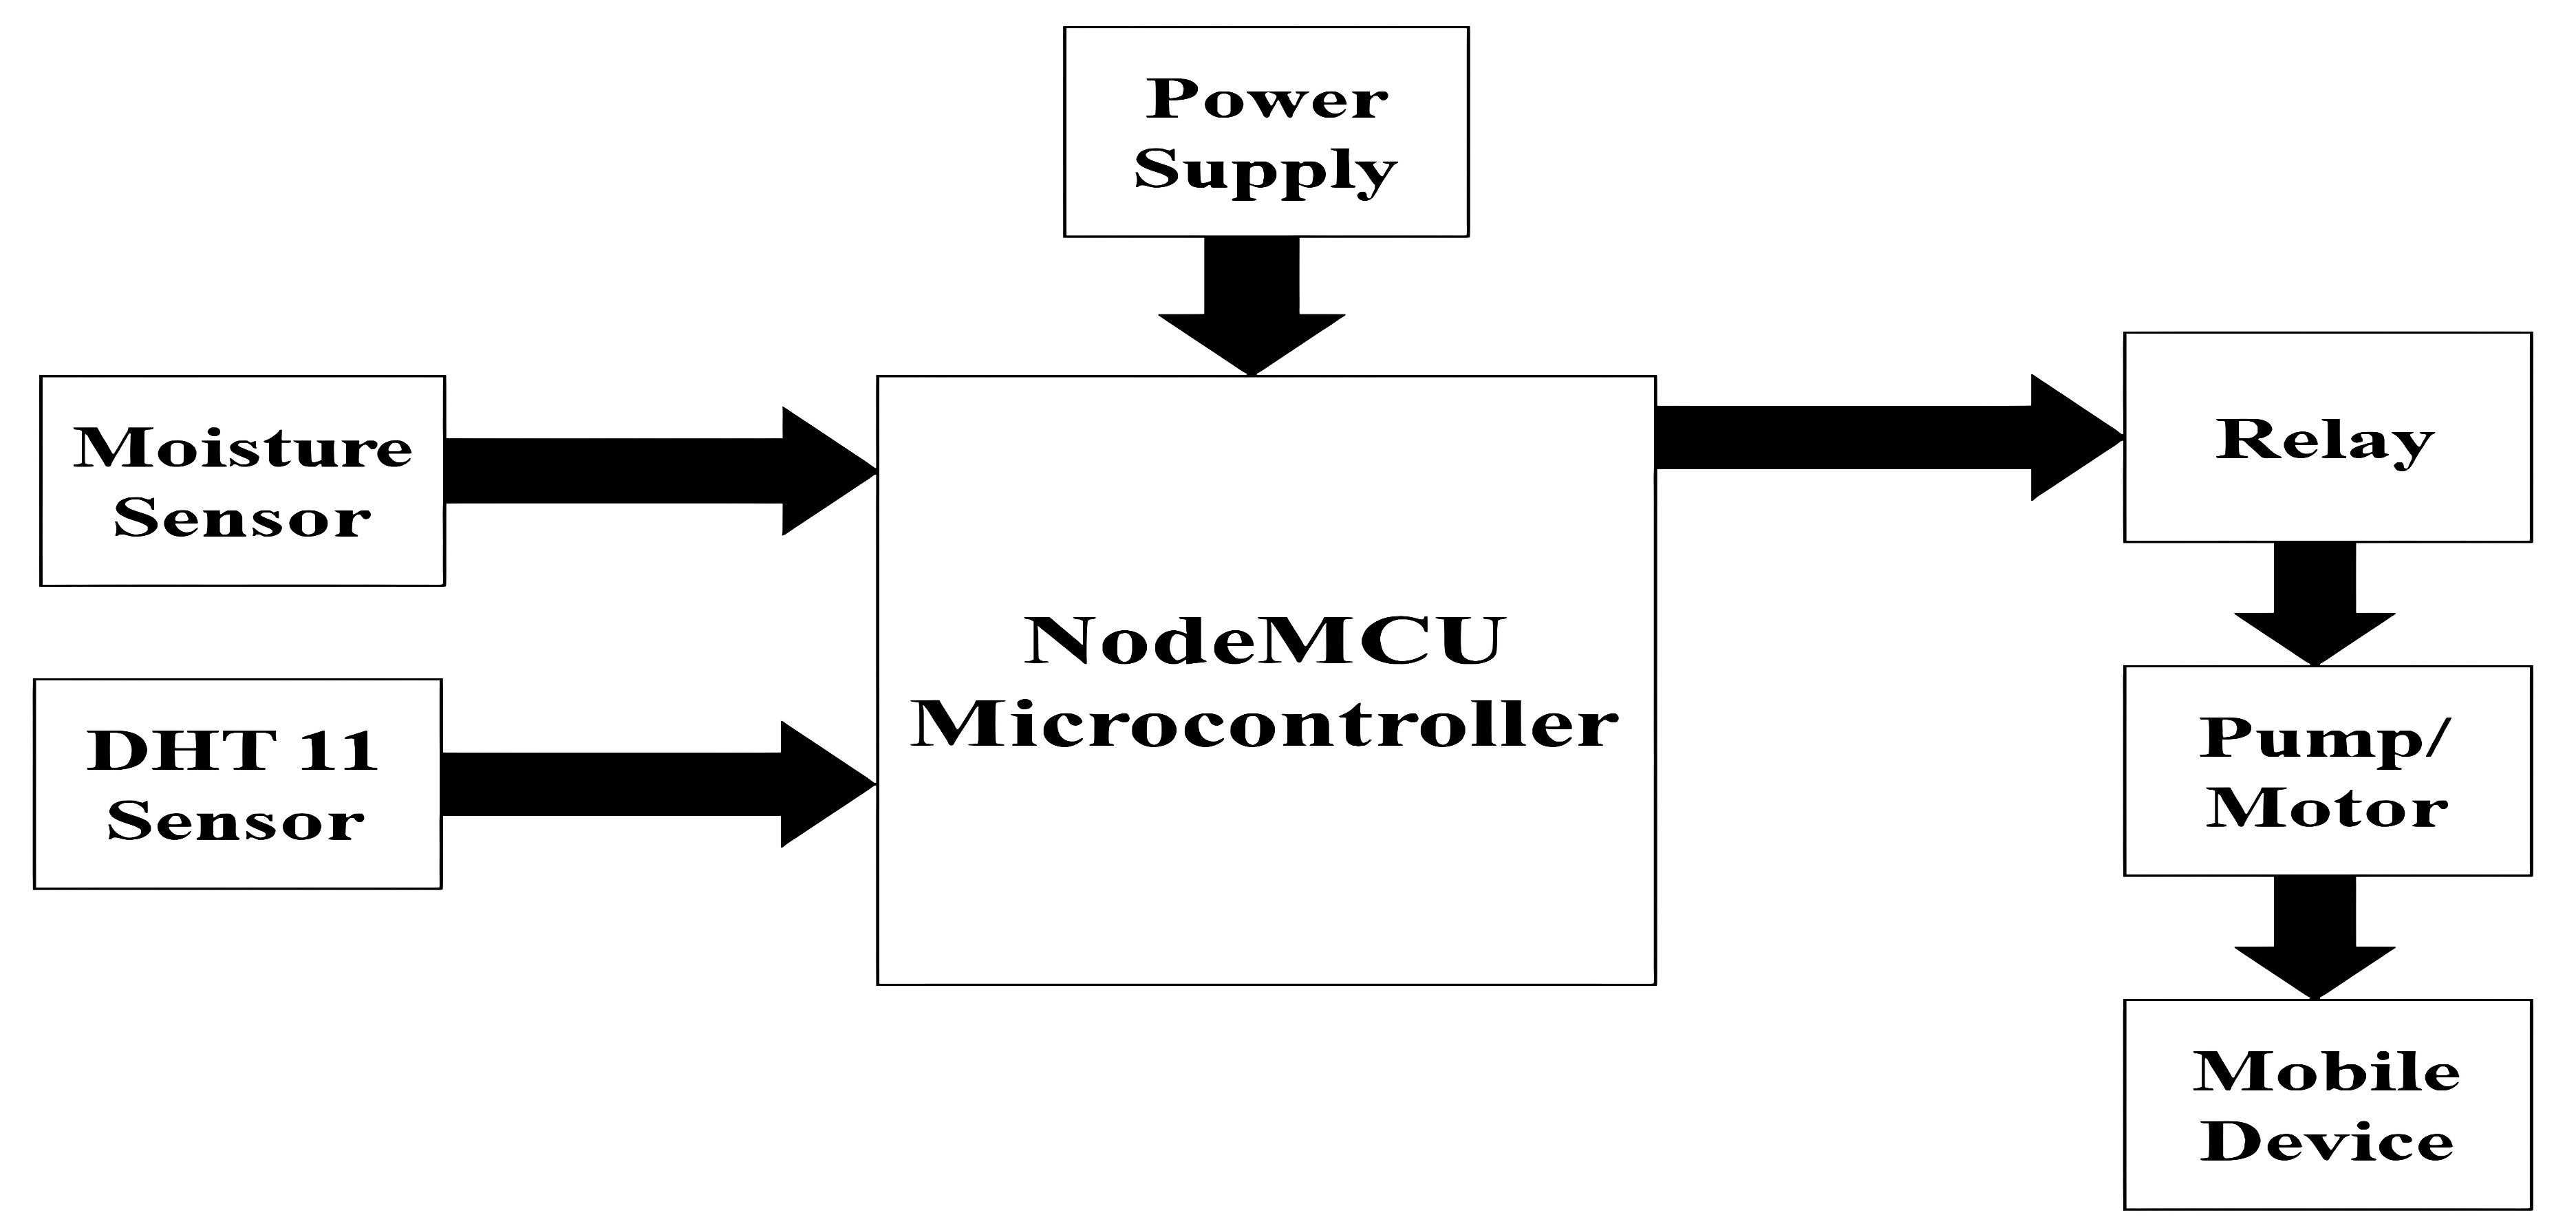 Power
Supply
Moisture
Sensor
DHT 11
Sensor
NodeMCU
Microcontroller
Relay
Pump/
Motor
Mobile
Device